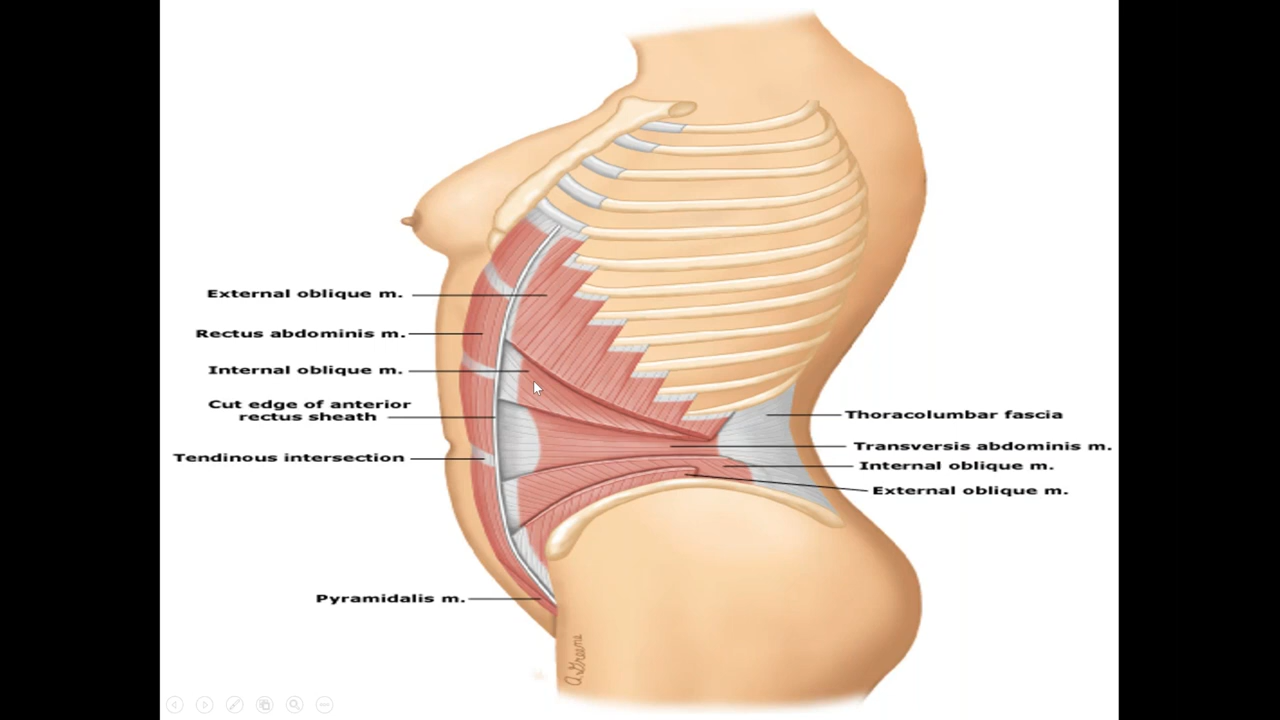 External oblique m.
Rectus abdominis m.
Internal oblique m.
Cut edge of anterior
rectus sheath
Tendinous intersection
Pyramidalis m.
Thoracolumbar fascia
Transversis abdominis m.
Internal oblique m.
External oblique m.
A.Greene